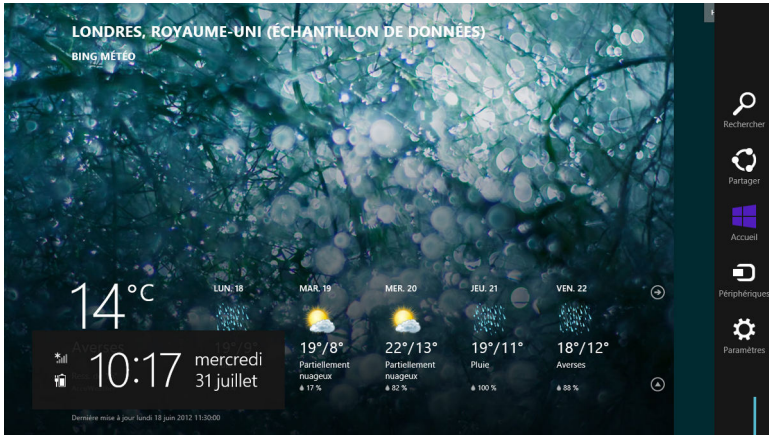 LONDRES, ROYAUME-UNI (ÉCHANTILLON DE DONNÉES)
BING MÉTÉO
14°C
Averses
LUN. 18
19°/9°
MAR. 19
19°/8°
Partiellement
nuageux
17 %
MER. 20
22°/13°
Partiellement
nuageux
82 %
JEU. 21
19°/11°
Pluie
100 %
VEN. 22
18°/12°
Averses
88 %
10:17
mercredi
31 juillet
Dernière mise à jour lundi 18 juin 2012 11:30:00
Rechercher
Partager
Accueil
Périphériques
Paramètres